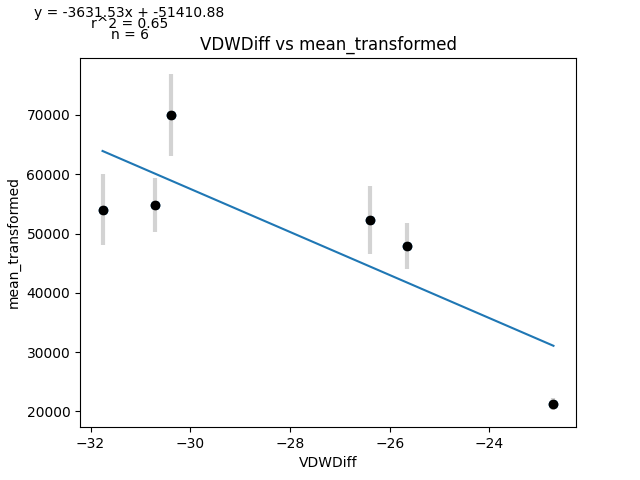 y = -3631.53x + -51410.88
r^2 = 0.65
n = 6
VDWDiff vs mean_transformed
mean_transformed
70000
60000
50000
40000
30000
20000
−32
−30
−28
−26
−24
VDWDiff